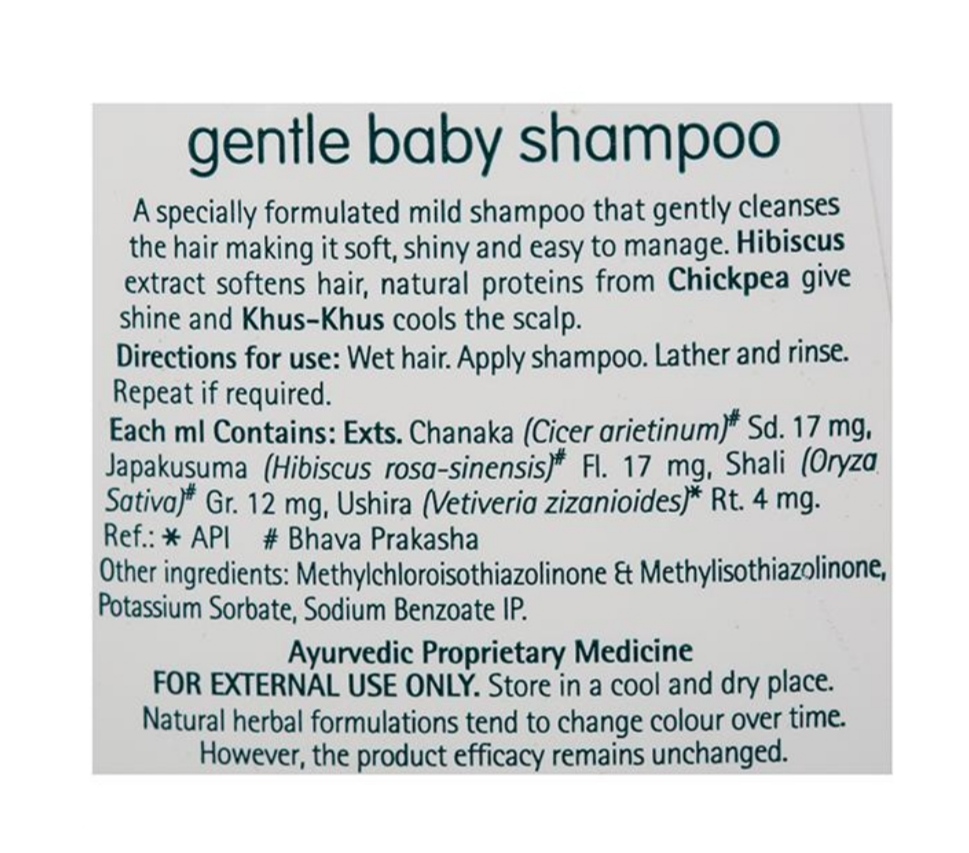 gentle baby shampoo
A specially formulated mild shampoo that gently cleanses
the hair making it soft, shiny and easy to manage. Hibiscus
extract softens hair, natural proteins from Chickpea give
shine and Khus-Khus cools the scalp.
Directions for use: Wet hair. Apply shampoo. Lather and rinse.
Repeat if required.
Each ml Contains: Exts. Chanaka (Cicer arietinum)# Sd. 17 mg,
Japakusuma (Hibiscus rosa-sinensis)# Fl. 17 mg, Shali (Oryza
Sativa)# Gr. 12 mg, Ushira (Vetiveria zizanioides)* Rt. 4 mg.
Ref.: * API # Bhava Prakasha
Other ingredients: Methylchloroisothiazolinone & Methylisothiazolinone,
Potassium Sorbate, Sodium Benzoate IP.
Ayurvedic Proprietary Medicine
FOR EXTERNAL USE ONLY. Store in a cool and dry place.
Natural herbal formulations tend to change colour over time.
However, the product efficacy remains unchanged.